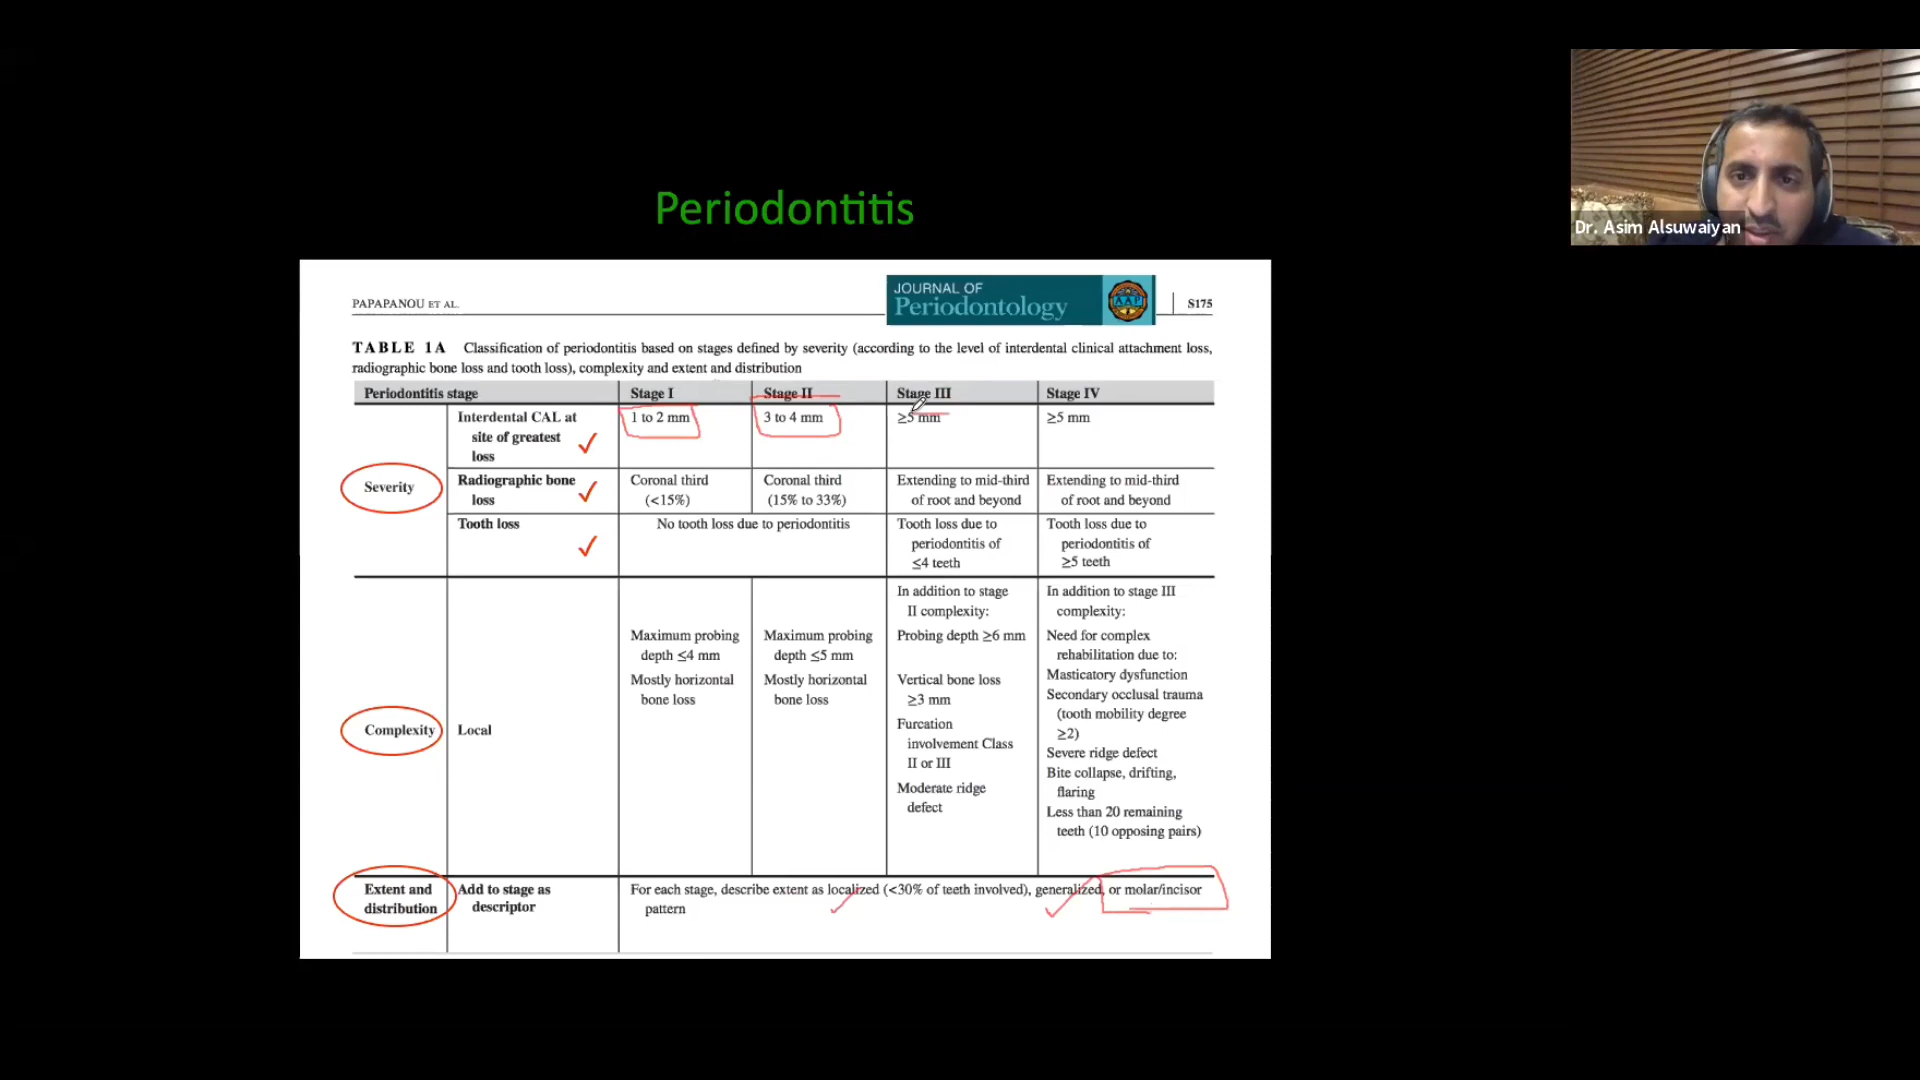 Periodontitis
Dr. Asim Alsuwaiyan
PAPAPANOU ET AL.
JOURNAL OF
Periodontology
AAP
S175
TABLE 1A Classification of periodontitis based on stages defined by severity (according to the level of interdental clinical attachment loss,
radiographic bone loss and tooth loss), complexity and extent and distribution
Periodontitis stage
Stage I
Stage II
Stage III
Stage IV
Severity
Interdental CAL at
site of greatest
loss
1 to 2 mm
3 to 4 mm
≥5 mm
≥5 mm
Radiographic bone
loss
Coronal third
(<15%)
Coronal third
(15% to 33%)
Extending to mid-third
of root and beyond
Extending to mid-third
of root and beyond
Tooth loss
No tooth loss due to periodontitis
Tooth loss due to
periodontitis of
≤4 teeth
Tooth loss due to
periodontitis of
≥5 teeth
Complexity
Local
Maximum probing
depth ≤4 mm
Mostly horizontal
bone loss
Maximum probing
depth ≤5 mm
Mostly horizontal
bone loss
In addition to stage
II complexity:
Probing depth ≥6 mm
Vertical bone loss
≥3 mm
Furcation
involvement Class
II or III
Moderate ridge
defect
In addition to stage III
complexity:
Need for complex
rehabilitation due to:
Masticatory dysfunction
Secondary occlusal trauma
(tooth mobility degree
≥2)
Severe ridge defect
Bite collapse, drifting,
flaring
Less than 20 remaining
teeth (10 opposing pairs)
Extent and
distribution
Add to stage as
descriptor
For each stage, describe extent as localized (<30% of teeth involved), generalized, or molar/incisor
pattern